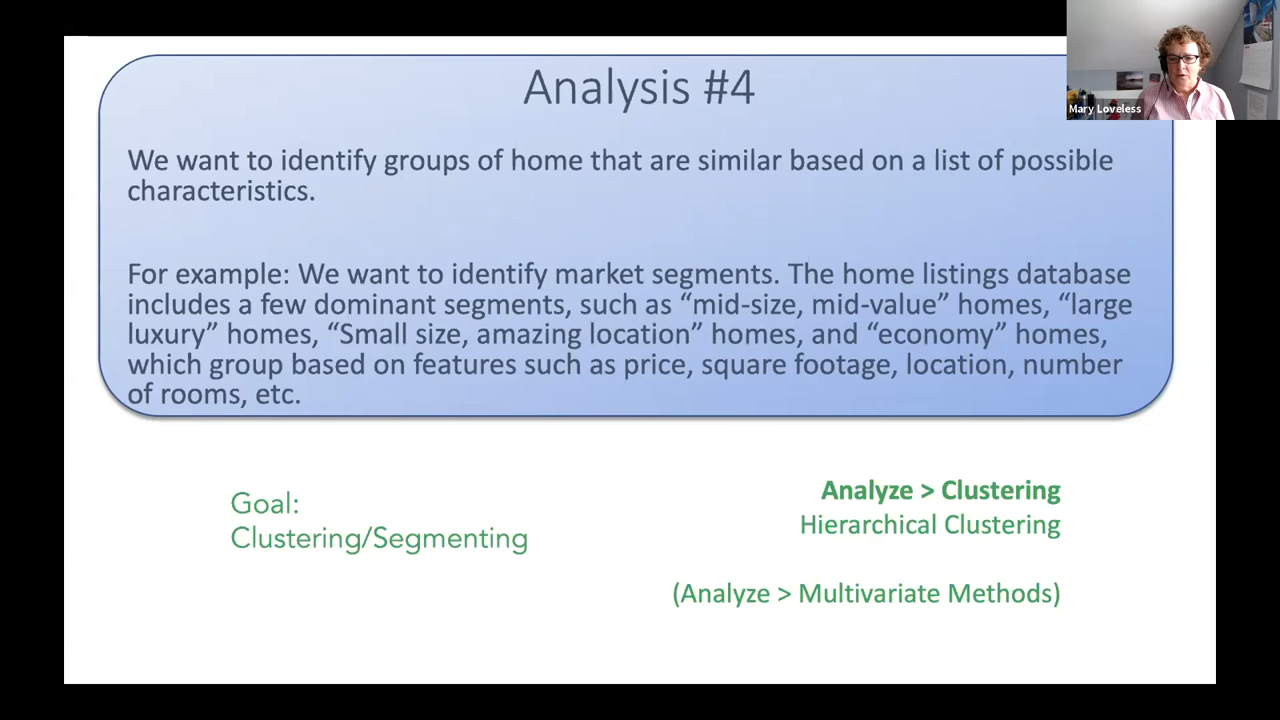 Analysis #4
Mary Loveless
We want to identify groups of home that are similar based on a list of possible
characteristics.
For example: We want to identify market segments. The home listings database
includes a few dominant segments, such as “mid-size, mid-value” homes, “large
luxury” homes, “Small size, amazing location” homes, and “economy” homes,
which group based on features such as price, square footage, location, number
of rooms, etc.
Goal:
Clustering/Segmenting
Analyze > Clustering
Hierarchical Clustering
(Analyze > Multivariate Methods)